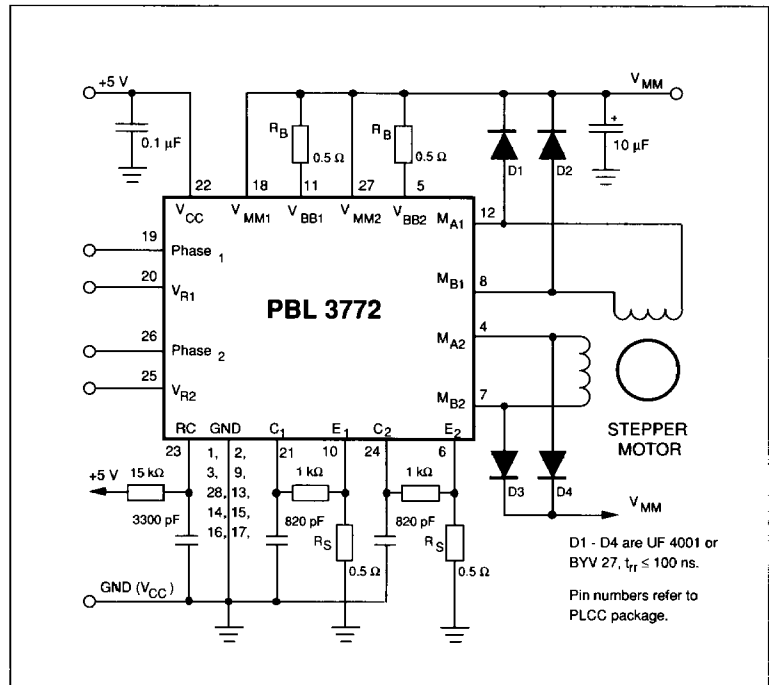 +5 V
V_MM
0.1 µF
R_B
0.5 Ω
R_B
0.5 Ω
D1
D2
+
10 µF
22
18
11
27
5
V_CC
V_MM1
V_BB1
V_MM2
V_BB2
M_A1
12
19
Phase 1
20
V_R1
M_B1
8
PBL 3772
26
Phase 2
M_A2
4
25
V_R2
M_B2
7
STEPPER
MOTOR
RC
GND
C_1
E_1
C_2
E_2
23
1, 2,
3, 9,
28, 13,
14, 15,
16, 17,
21
10
24
6
+5 V
15 kΩ
1 kΩ
1 kΩ
D3
D4
V_MM
3300 pF
820 pF
R_S
0.5 Ω
820 pF
R_S
0.5 Ω
GND (V_CC)
D1 - D4 are UF 4001 or
BYV 27, t_rr ≤ 100 ns.
Pin numbers refer to
PLCC package.